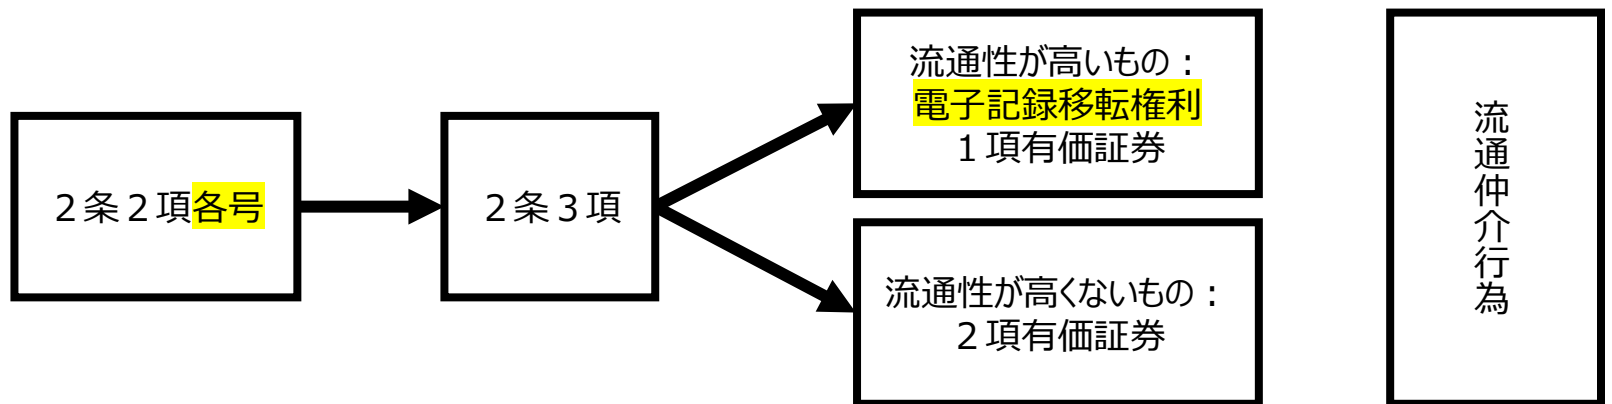 ２条２項各号
２条３項
流通性が高いもの：
電子記録移転権利
１項有価証券
流通性が高くないもの：
２項有価証券
流通仲介行為